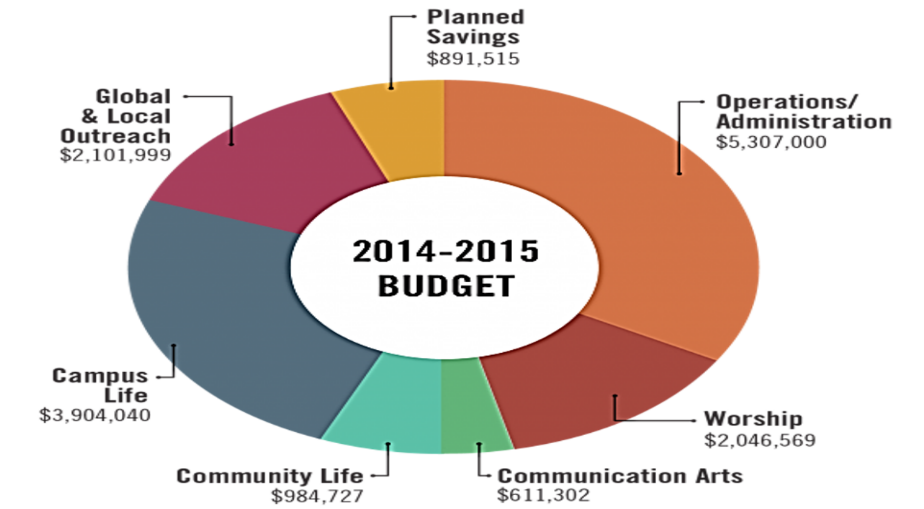 Planned
Savings
$891,515
Global
& Local
Outreach
$2,101,999
Operations/
Administration
$5,307,000
2014-2015
BUDGET
Campus
Life
$3,904,040
Worship
$2,046,569
Community Life
$984,727
Communication Arts
$611,302